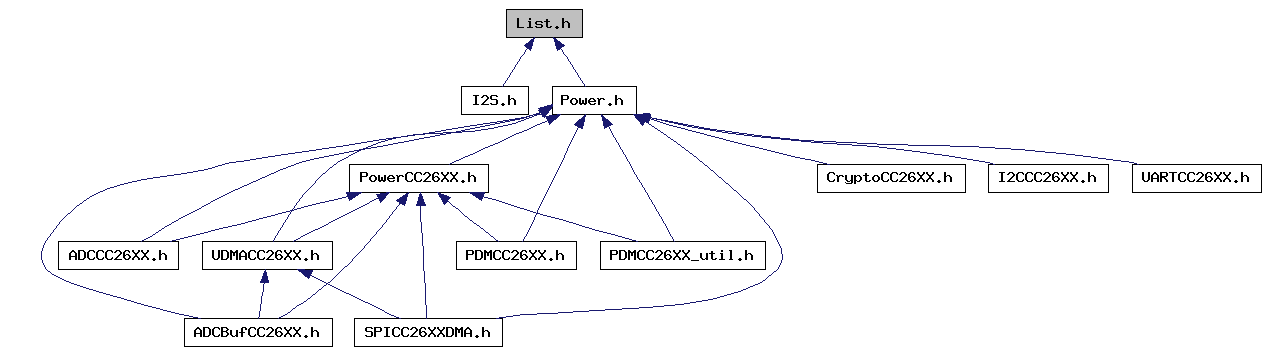 List.h
I2S.h
Power.h
PowerCC26XX.h
CryptoCC26XX.h
I2CCC26XX.h
UARTCC26XX.h
ADCCC26XX.h
UDMACC26XX.h
PDMCC26XX.h
PDMCC26XX_util.h
ADCBufCC26XX.h
SPICC26XXDMA.h